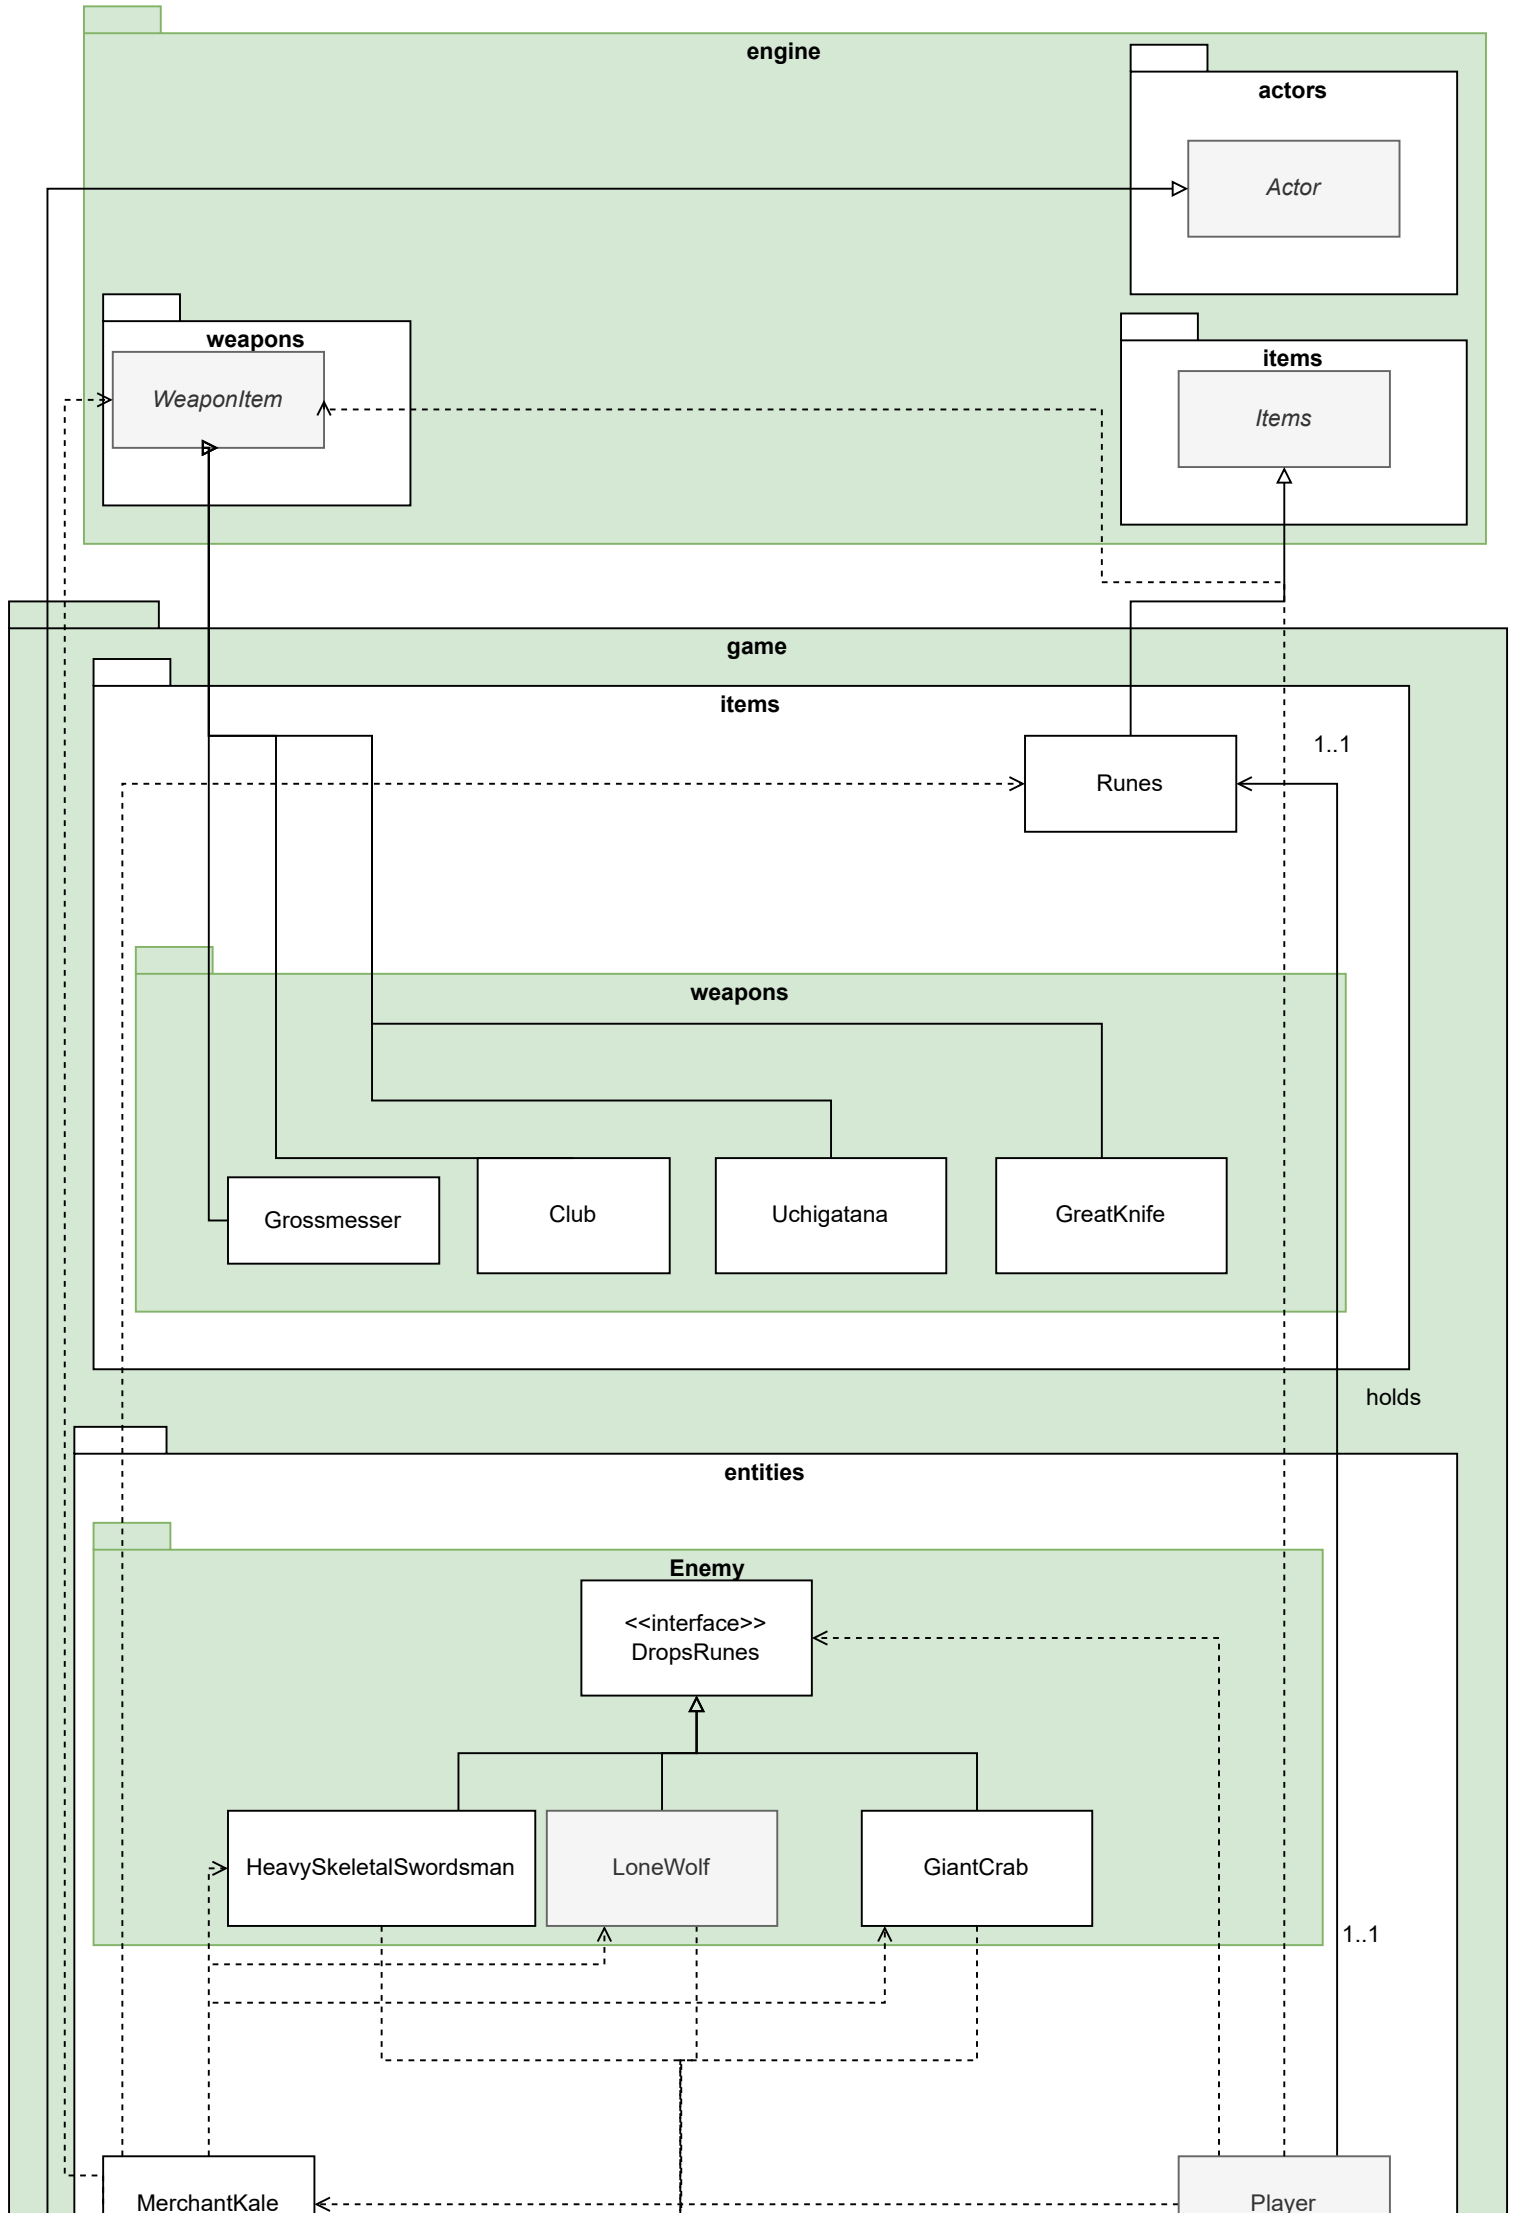 engine
actors
Actor
weapons
WeaponItem
items
Items
game
items
1..1
Runes
weapons
Grossmesser
Club
Uchigatana
GreatKnife
holds
entities
Enemy
<<interface>>
DropsRunes
HeavySkeletalSwordsman
LoneWolf
GiantCrab
1..1
MerchantKale
Player